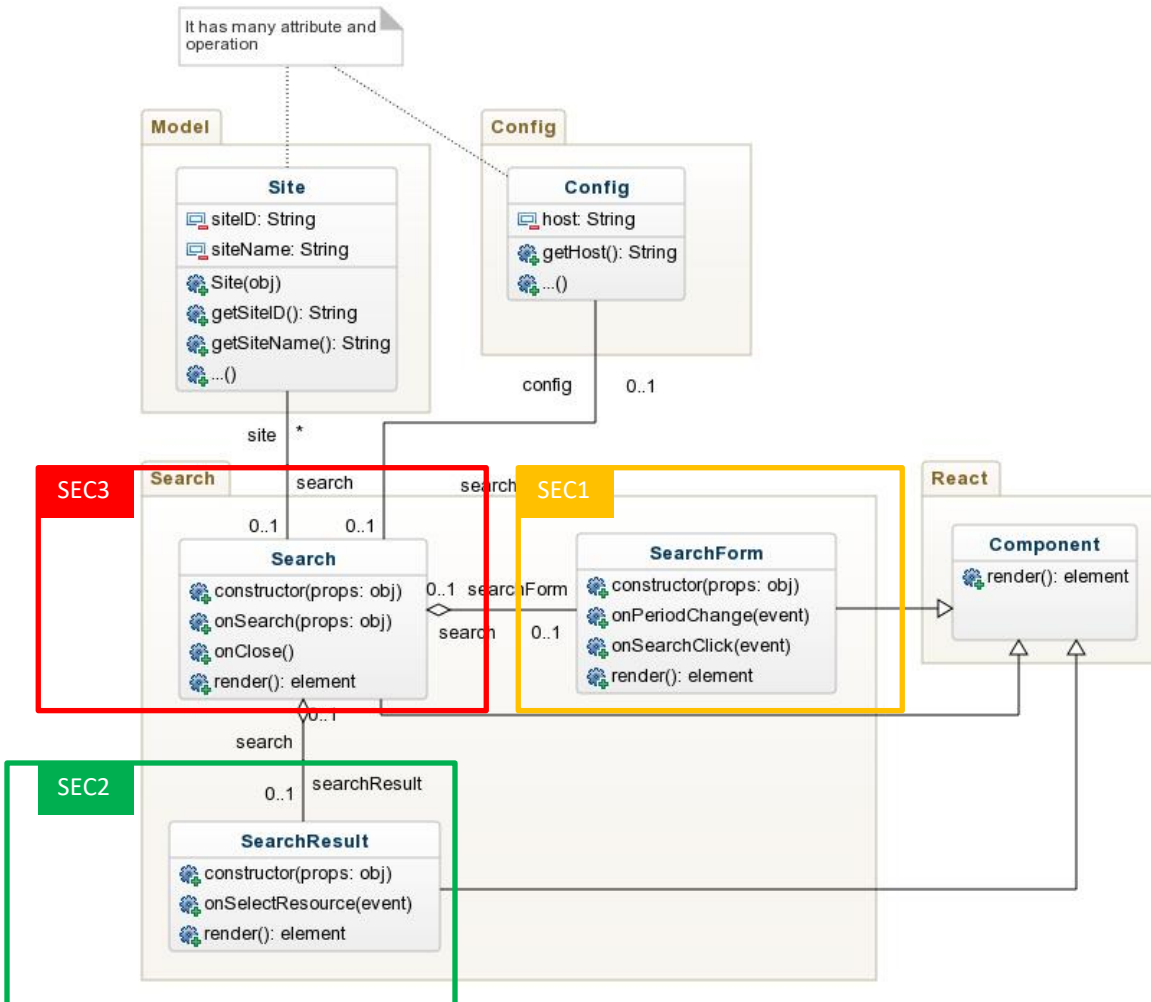 It has many attribute and
operation
Model
Config
Site
siteID: String
siteName: String
Site(obj)
getSiteID(): String
getSiteName(): String
...()
Config
host: String
getHost(): String
...()
config
0..1
site
*
SEC3
Search
search
search
SEC1
React
0..1
0..1
Search
constructor(props: obj)
onSearch(props: obj)
onClose()
render(): element
0..1
searchForm
search
0..1
SearchForm
constructor(props: obj)
onPeriodChange(event)
onSearchClick(event)
render(): element
Component
render(): element
0..1
search
SEC2
searchResult
0..1
SearchResult
constructor(props: obj)
onSelectResource(event)
render(): element